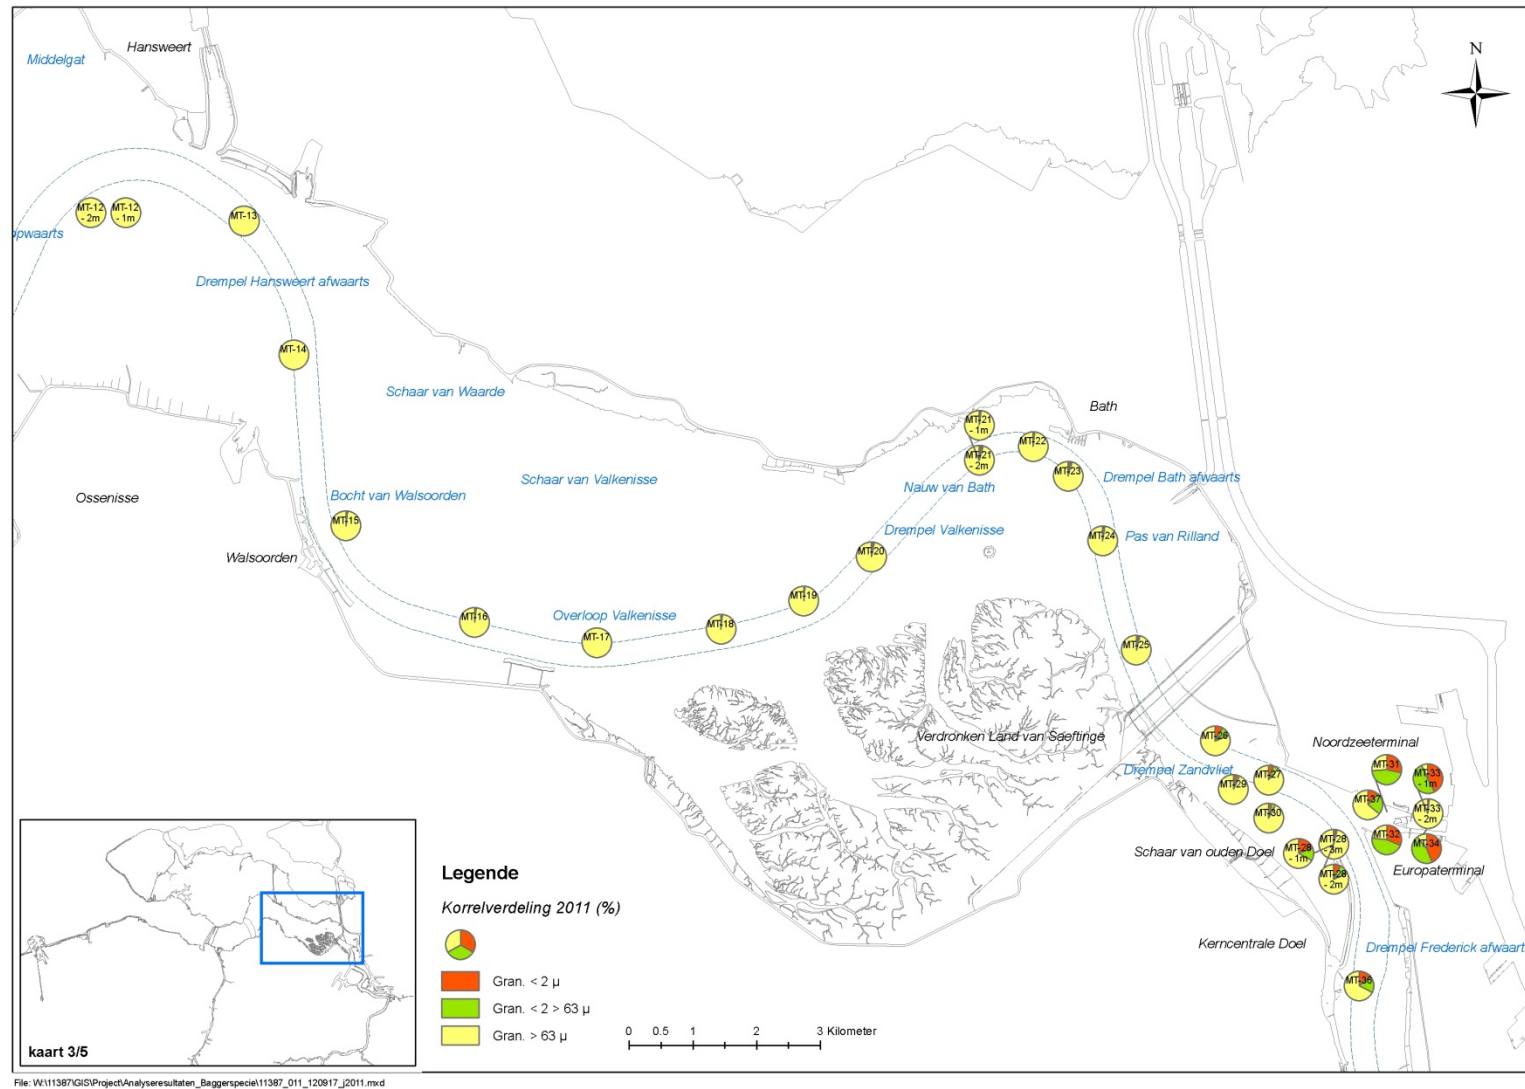 Hansweert
Middelgat
N
MT-12
- 2m
MT-12
- 1m
MT-13
opwaarts
Drempel Hansweert afwaarts
MT-14
Schaar van Waarde
Bath
MT-21
- 1m
MT-22
MT-21
- 2m
MT-23
Drempel Bath afwaarts
Nauw van Bath
Schaar van Valkenisse
Ossenisse
Bocht van Walsoorden
MT-15
Drempel Valkenisse
MT-24
Pas van Rilland
Walsoorden
MT-20
MT-19
MT-16
Overloop Valkenisse
MT-18
MT-17
MT-25
Verdronken Land van Saeftinge
MT-26
Noordzeeterminal
Drempel Zandvliet
MT-31
MT-27
MT-33
- 1m
MT-29
MT-37
MT-33
- 2m
MT-30
MT-32
MT-28
- 3m
MT-34
Schaar van ouden Doel
MT-28
- 1m
Europaterminal
MT-28
- 2m
Kerncentrale Doel
Drempel Frederick afwaart
MT-36
Legende
Korrelverdeling 2011 (%)
Gran. < 2 µ
Gran. < 2 > 63 µ
Gran. > 63 µ
0 0.5 1 2 3 Kilometer
kaart 3/5
File: W:\11387\GIS\Project\Analyseresultaten_Baggerspecie\11387_011_120917_j2011.mxd